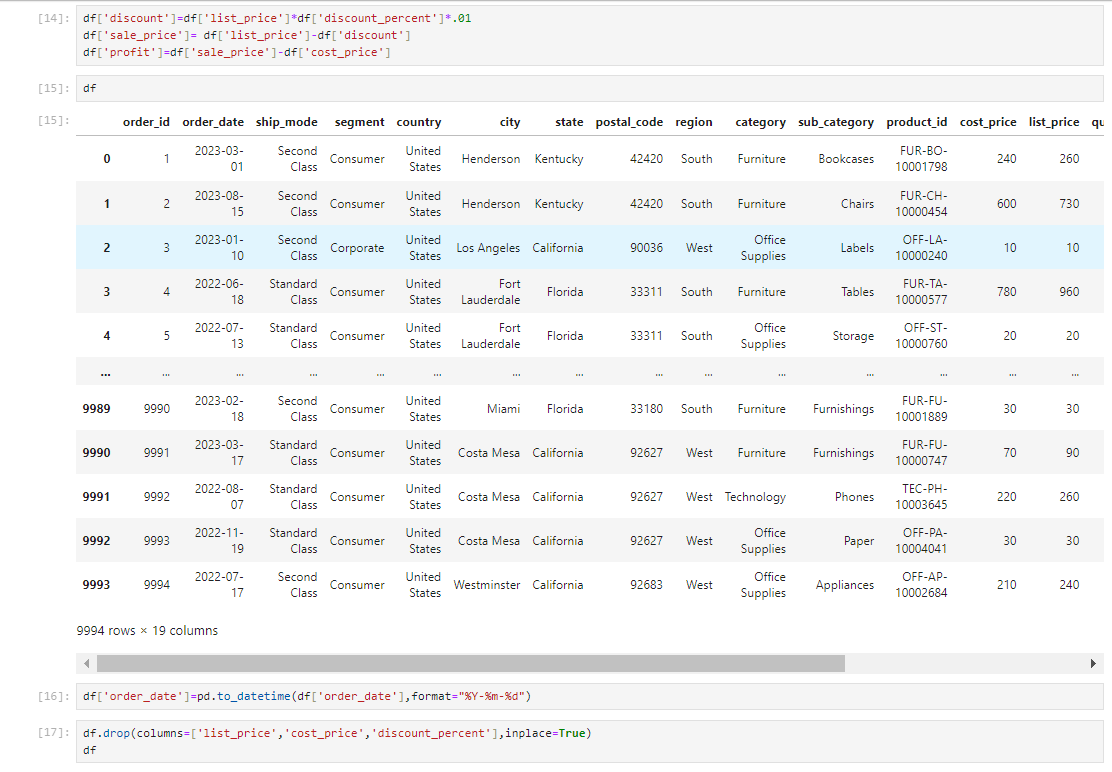 [14]: df['discount']=df['list_price']*df['discount_percent']*.01
df['sale_price']= df['list_price']-df['discount']
df['profit']=df['sale_price']-df['cost_price']
[15]: df
[15]: order_id order_date ship_mode segment country city state postal_code region category sub_category product_id cost_price list_price qu
0 1 2023-03-01 Second Class Consumer United States Henderson Kentucky 42420 South Furniture Bookcases FUR-BO-10001798 240 260
1 2 2023-08-15 Second Class Consumer United States Henderson Kentucky 42420 South Furniture Chairs FUR-CH-10000454 600 730
2 3 2023-01-10 Second Class Corporate United States Los Angeles California 90036 West Office Supplies Labels OFF-LA-10000240 10 10
3 4 2022-06-18 Standard Class Consumer United States Fort Lauderdale Florida 33311 South Furniture Tables FUR-TA-10000577 780 960
4 5 2022-07-13 Standard Class Consumer United States Fort Lauderdale Florida 33311 South Office Supplies Storage OFF-ST-10000760 20 20
... ... ... ... ... ... ... ... ... ... ... ... ... ... ...
9989 9990 2023-02-18 Second Class Consumer United States Miami Florida 33180 South Furniture Furnishings FUR-FU-10001889 30 30
9990 9991 2023-03-17 Standard Class Consumer United States Costa Mesa California 92627 West Furniture Furnishings FUR-FU-10000747 70 90
9991 9992 2022-08-07 Standard Class Consumer United States Costa Mesa California 92627 West Technology Phones TEC-PH-10003645 220 260
9992 9993 2022-11-19 Standard Class Consumer United States Costa Mesa California 92627 West Office Supplies Paper OFF-PA-10004041 30 30
9993 9994 2022-07-17 Second Class Consumer United States Westminster California 92683 West Office Supplies Appliances OFF-AP-10002684 210 240
9994 rows × 19 columns
[16]: df['order_date']=pd.to_datetime(df['order_date'],format="%Y-%m-%d")
[17]: df.drop(columns=['list_price','cost_price','discount_percent'],inplace=True)
df